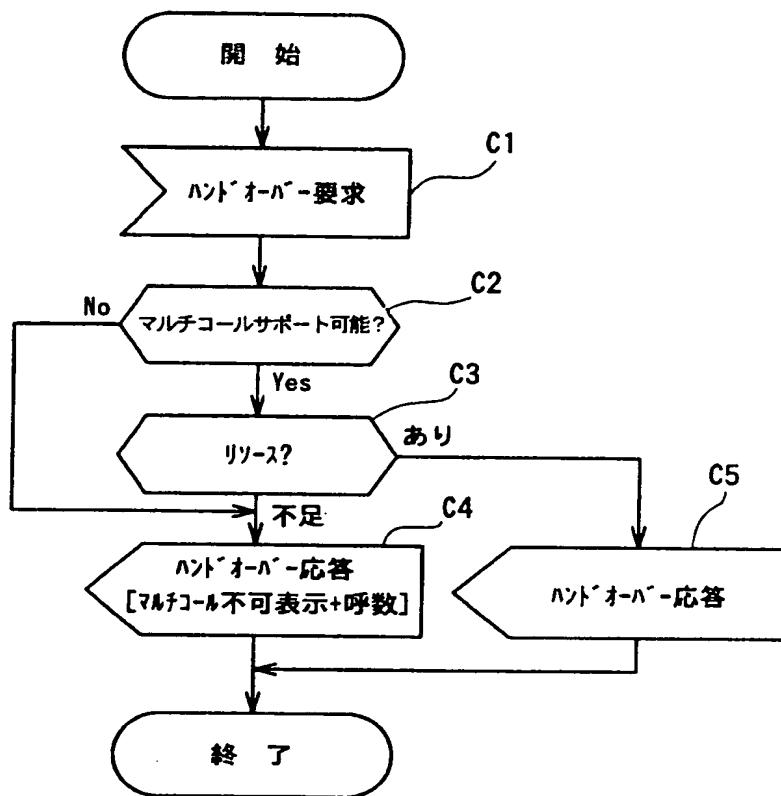 開 始
C1
ハンドオーバー要求
C2
No
マルチコールサポート可能?
Yes
C3
リソース?
あり
不足
C4
C5
ハンドオーバー応答
[マルチコール不可表示+呼数]
ハンドオーバー応答
終 了